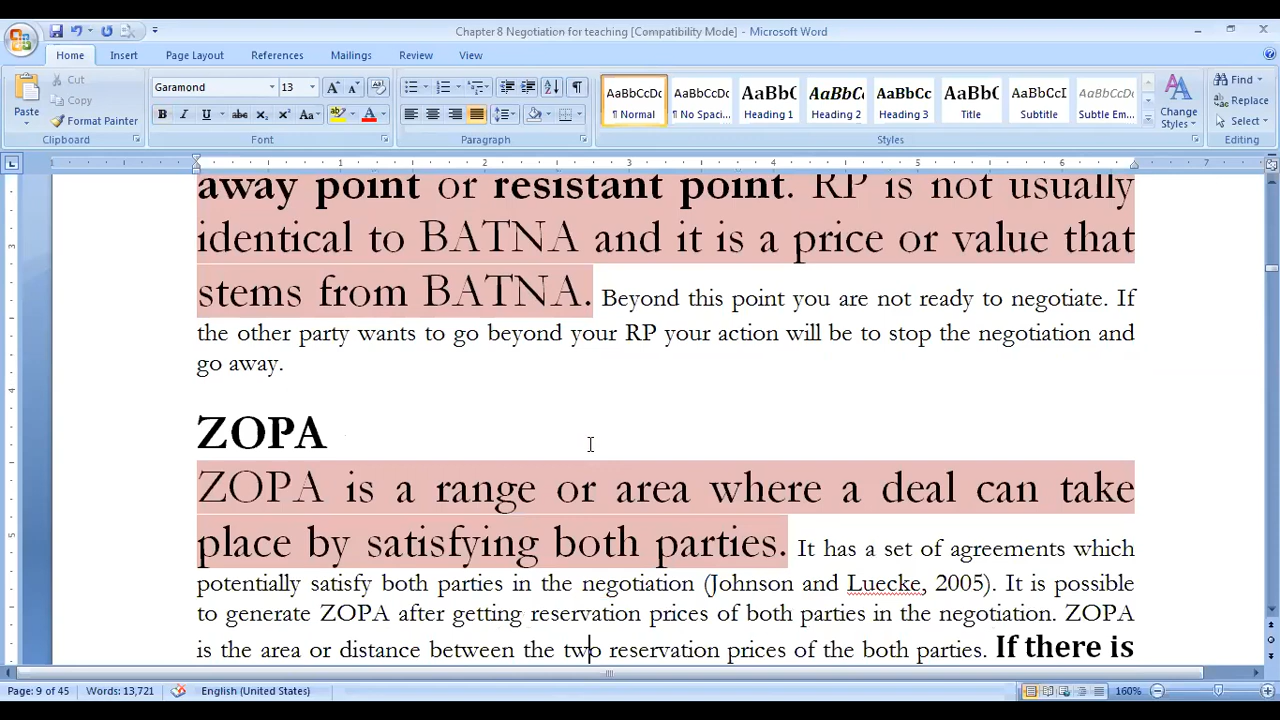 Chapter 8 Negotiation for teaching [Compatibility Mode] - Microsoft Word
Home Insert Page Layout References Mailings Review View
Paste Cut Copy Format Painter Clipboard
Garamond 13 Font
Paragraph
AaBbCcDc ¶ Normal AaBbCcDc ¶ No Spaci... AaBbC Heading 1 AaBbCc Heading 2 AaBbCc Heading 3 AaBbC Title AaBbCcI Subtitle AaBbCcDc Subtle Em... Change Styles Styles
Find Replace Select Editing
1 2 3 4 5 6 7
away point or resistant point. RP is not usually
identical to BATNA and it is a price or value that
stems from BATNA. Beyond this point you are not ready to negotiate. If
the other party wants to go beyond your RP your action will be to stop the negotiation and
go away.
ZOPA
ZOPA is a range or area where a deal can take
place by satisfying both parties. It has a set of agreements which
potentially satisfy both parties in the negotiation (Johnson and Luecke, 2005). It is possible
to generate ZOPA after getting reservation prices of both parties in the negotiation. ZOPA
is the area or distance between the two reservation prices of the both parties. If there is
Page: 9 of 45 Words: 13,721 English (United States) 160%